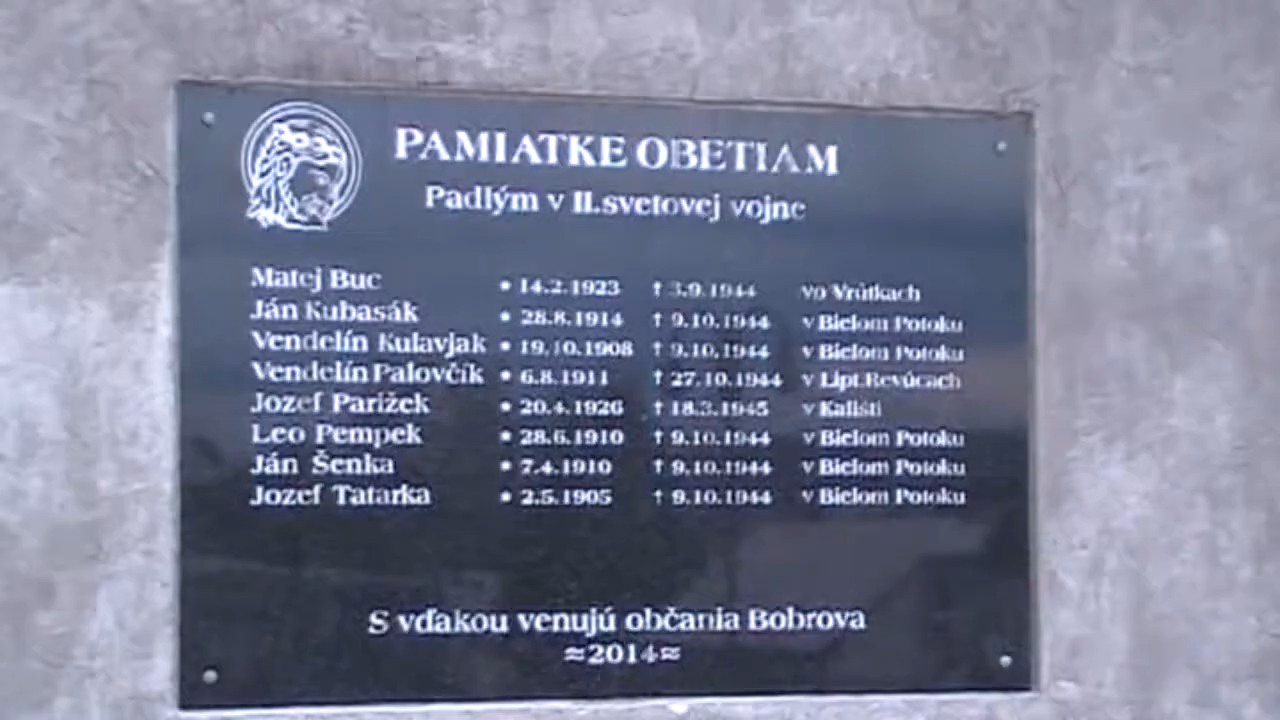 PAMIATKE OBETIAM
Padlým v II.svetovej vojne
Matej Buc * 14.2.1923 † 3.9.1944 vo Vrútkach
Ján Kubasák * 28.8.1914 † 9.10.1944 v Bielom Potoku
Vendelín Kulavjak * 19.10.1908 † 9.10.1944 v Bielom Potoku
Vendelín Palovčík * 6.8.1911 † 27.10.1944 v Lipt.Revúcach
Jozef Parížek * 20.4.1926 † 18.3.1945 v Kališti
Leo Pempek * 28.6.1910 † 9.10.1944 v Bielom Potoku
Ján Šenka * 7.4.1910 † 9.10.1944 v Bielom Potoku
Jozef Tatarka * 2.5.1905 † 9.10.1944 v Bielom Potoku
S vďakou venujú občania Bobrova
≈2014≈